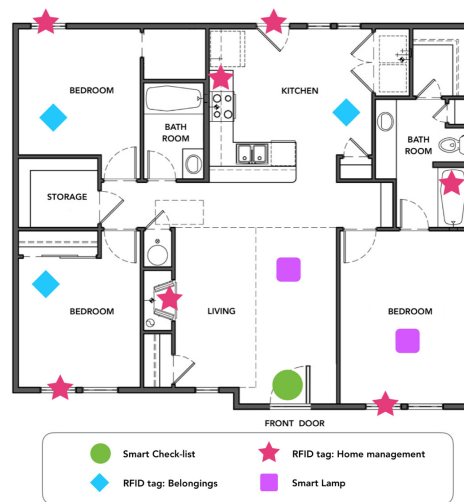 BEDROOM
KITCHEN
BATH
ROOM
BATH
ROOM
STORAGE
BEDROOM
LIVING
BEDROOM
FRONT DOOR
Smart Check-list
RFID tag: Home management
RFID tag: Belongings
Smart Lamp